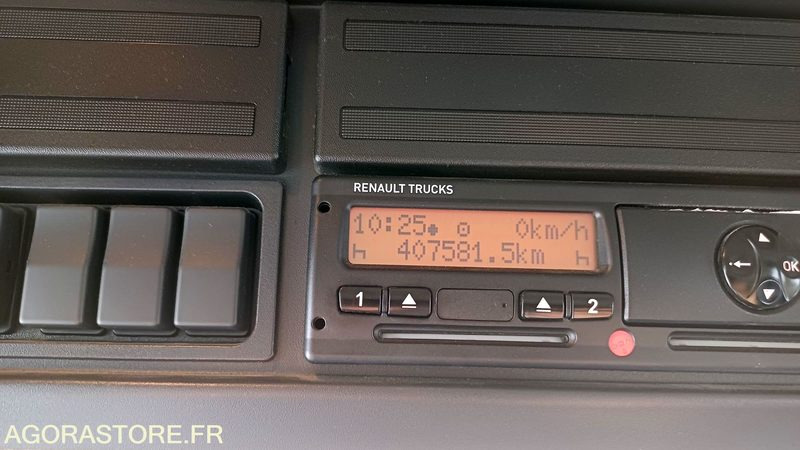 RENAULT TRUCKS
10:25 0km/h
407581.5km
1 2
OK
AGORASTORE.FR